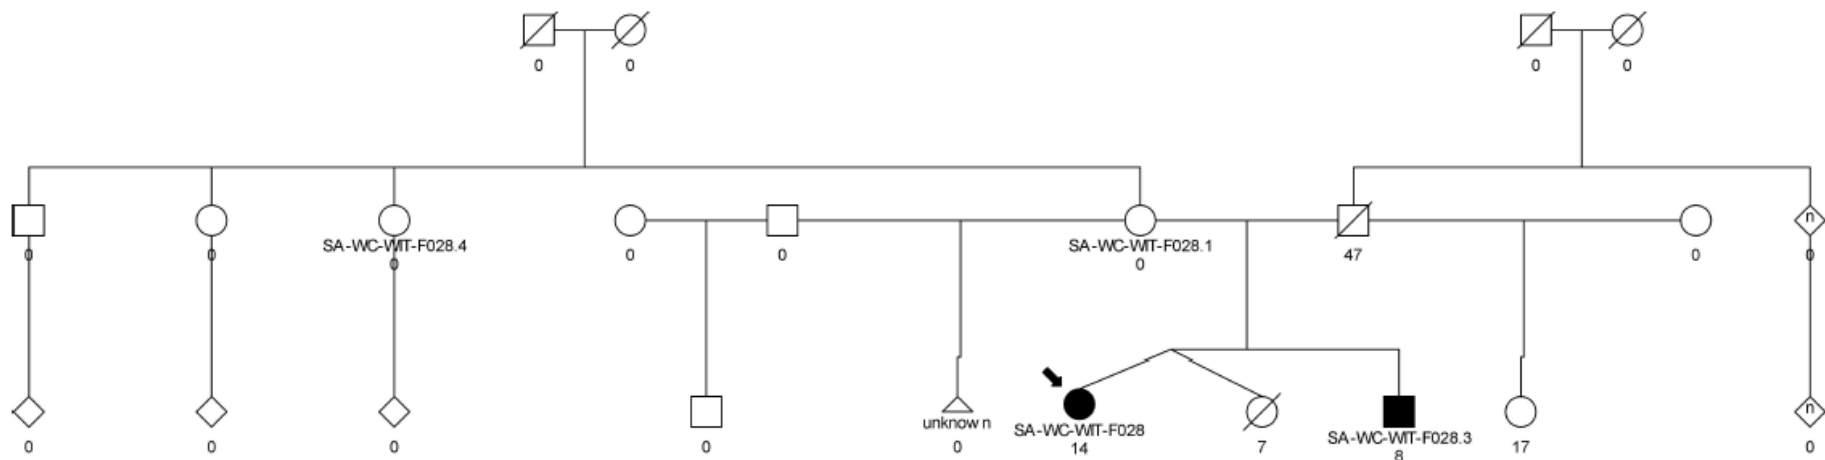 0 0 0 0
n
SA-WC-WIT-F028.4 SA-WC-WIT-F028.1
0 0 0 0 0 0 47 0 0
unknown
SA-WC-WIT-F028 SA-WC-WIT-F028.3
n
0 0 0 0 0 14 7 8 17 0